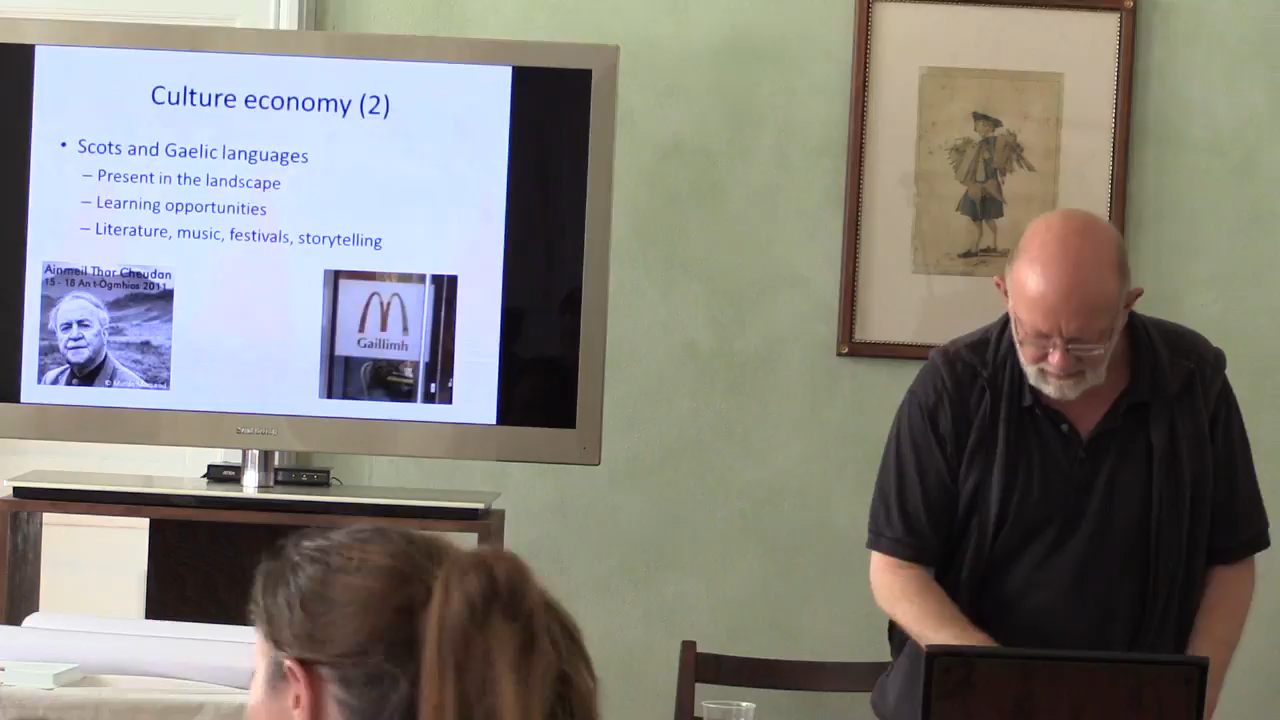 Culture economy (2)
• Scots and Gaelic languages
– Present in the landscape
– Learning opportunities
– Literature, music, festivals, storytelling
Ainmeil Thar Cheudan
15 - 18 An t-Ògmhios 2011
M
Gaillimh